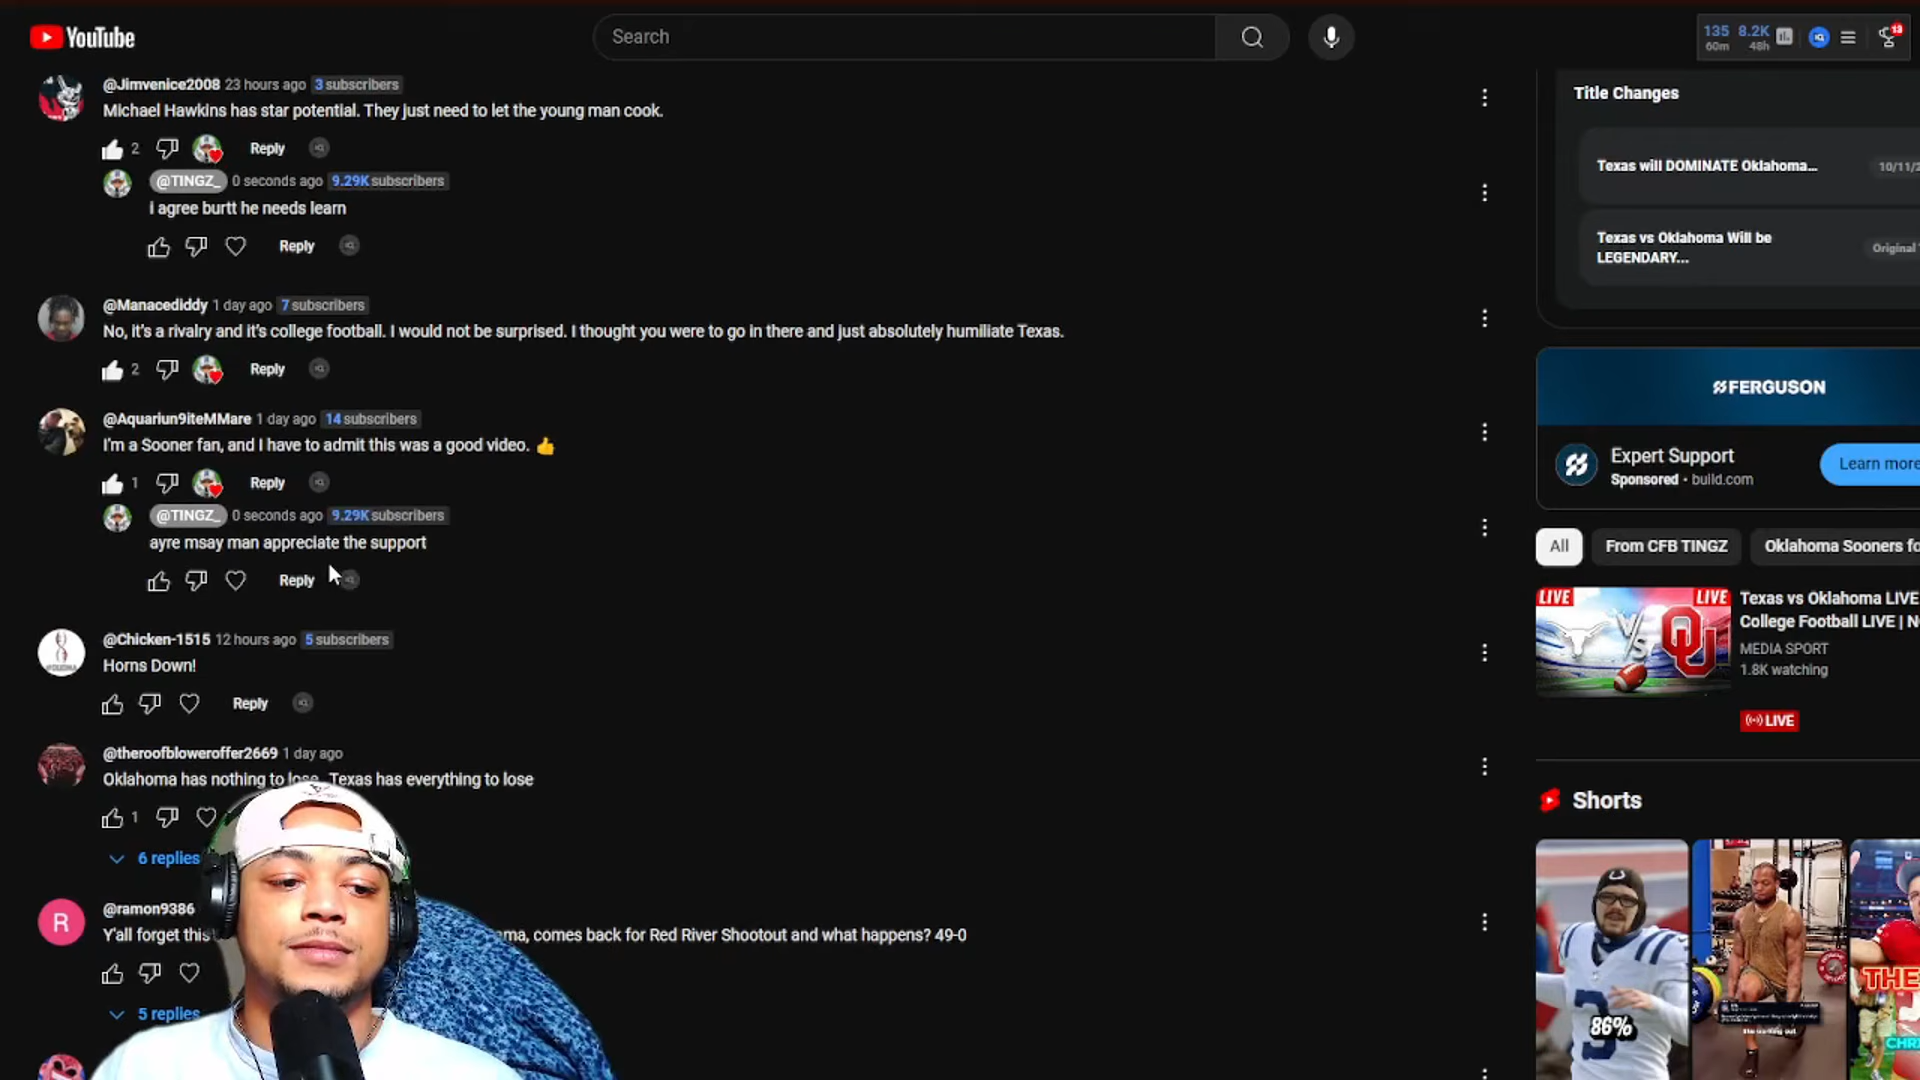 YouTube
Search
135 8.2K
60m 48h
13
@Jimvenice2008 23 hours ago 3 subscribers
Michael Hawkins has star potential. They just need to let the young man cook.
2 Reply
@TINGZ_ 0 seconds ago 9.29K subscribers
i agree burtt he needs learn
Reply
@Manacediddy 1 day ago 7 subscribers
No, it's a rivalry and it's college football. I would not be surprised. I thought you were to go in there and just absolutely humiliate Texas.
2 Reply
@Aquariun9iteMMare 1 day ago 14 subscribers
I'm a Sooner fan, and I have to admit this was a good video. 👍
1 Reply
@TINGZ_ 0 seconds ago 9.29K subscribers
ayre msay man appreciate the support
Reply
@Chicken-1515 12 hours ago 5 subscribers
Horns Down!
Reply
@theroofbloweroffer2669 1 day ago
Oklahoma has nothing to lose Texas has everything to lose
1
6 replies
R
@ramon9386
Y'all forget this ma, comes back for Red River Shootout and what happens? 49-0
5 replies
Title Changes
Texas will DOMINATE Oklahoma... 10/11/2
Texas vs Oklahoma Will be
LEGENDARY...
Original
FERGUSON
Expert Support
Sponsored • build.com
Learn more
All From CFB TINGZ Oklahoma Sooners fo
LIVE LIVE
VS
OU
Texas vs Oklahoma LIVE
College Football LIVE | N
MEDIA SPORT
1.8K watching
LIVE
Shorts
86%
THE
CHRI